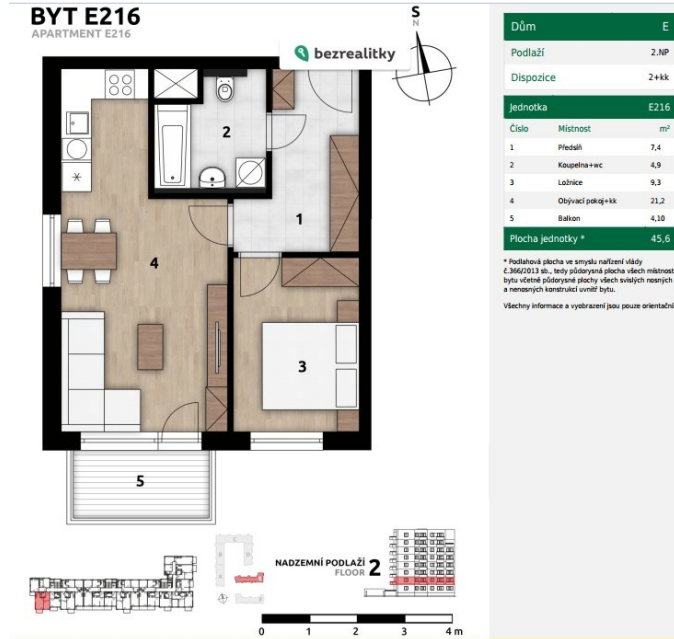 BYT E216
APARTMENT E216
bezrealitky
S
N
1
2
3
4
5
NADZEMNÍ PODLAŽÍ
FLOOR 2
0 1 2 3 4 m
Dům E
Podlaží 2.NP
Dispozice 2+kk
Jednotka E216
Číslo Místnost m²
1 Předsíň 7,4
2 Koupelna+wc 4,9
3 Ložnice 9,3
4 Obývací pokoj+kk 21,2
5 Balkon 4,10
Plocha jednotky * 45,6
* Podlahová plocha ve smyslu nařízení vlády
č.366/2013 sb., tedy půdorysná plocha všech místnost
bytu včetně půdorysné plochy všech svislých nosných
a nenosných konstrukcí uvnitř bytu.
Všechny informace a vyobrazení jsou pouze orientační